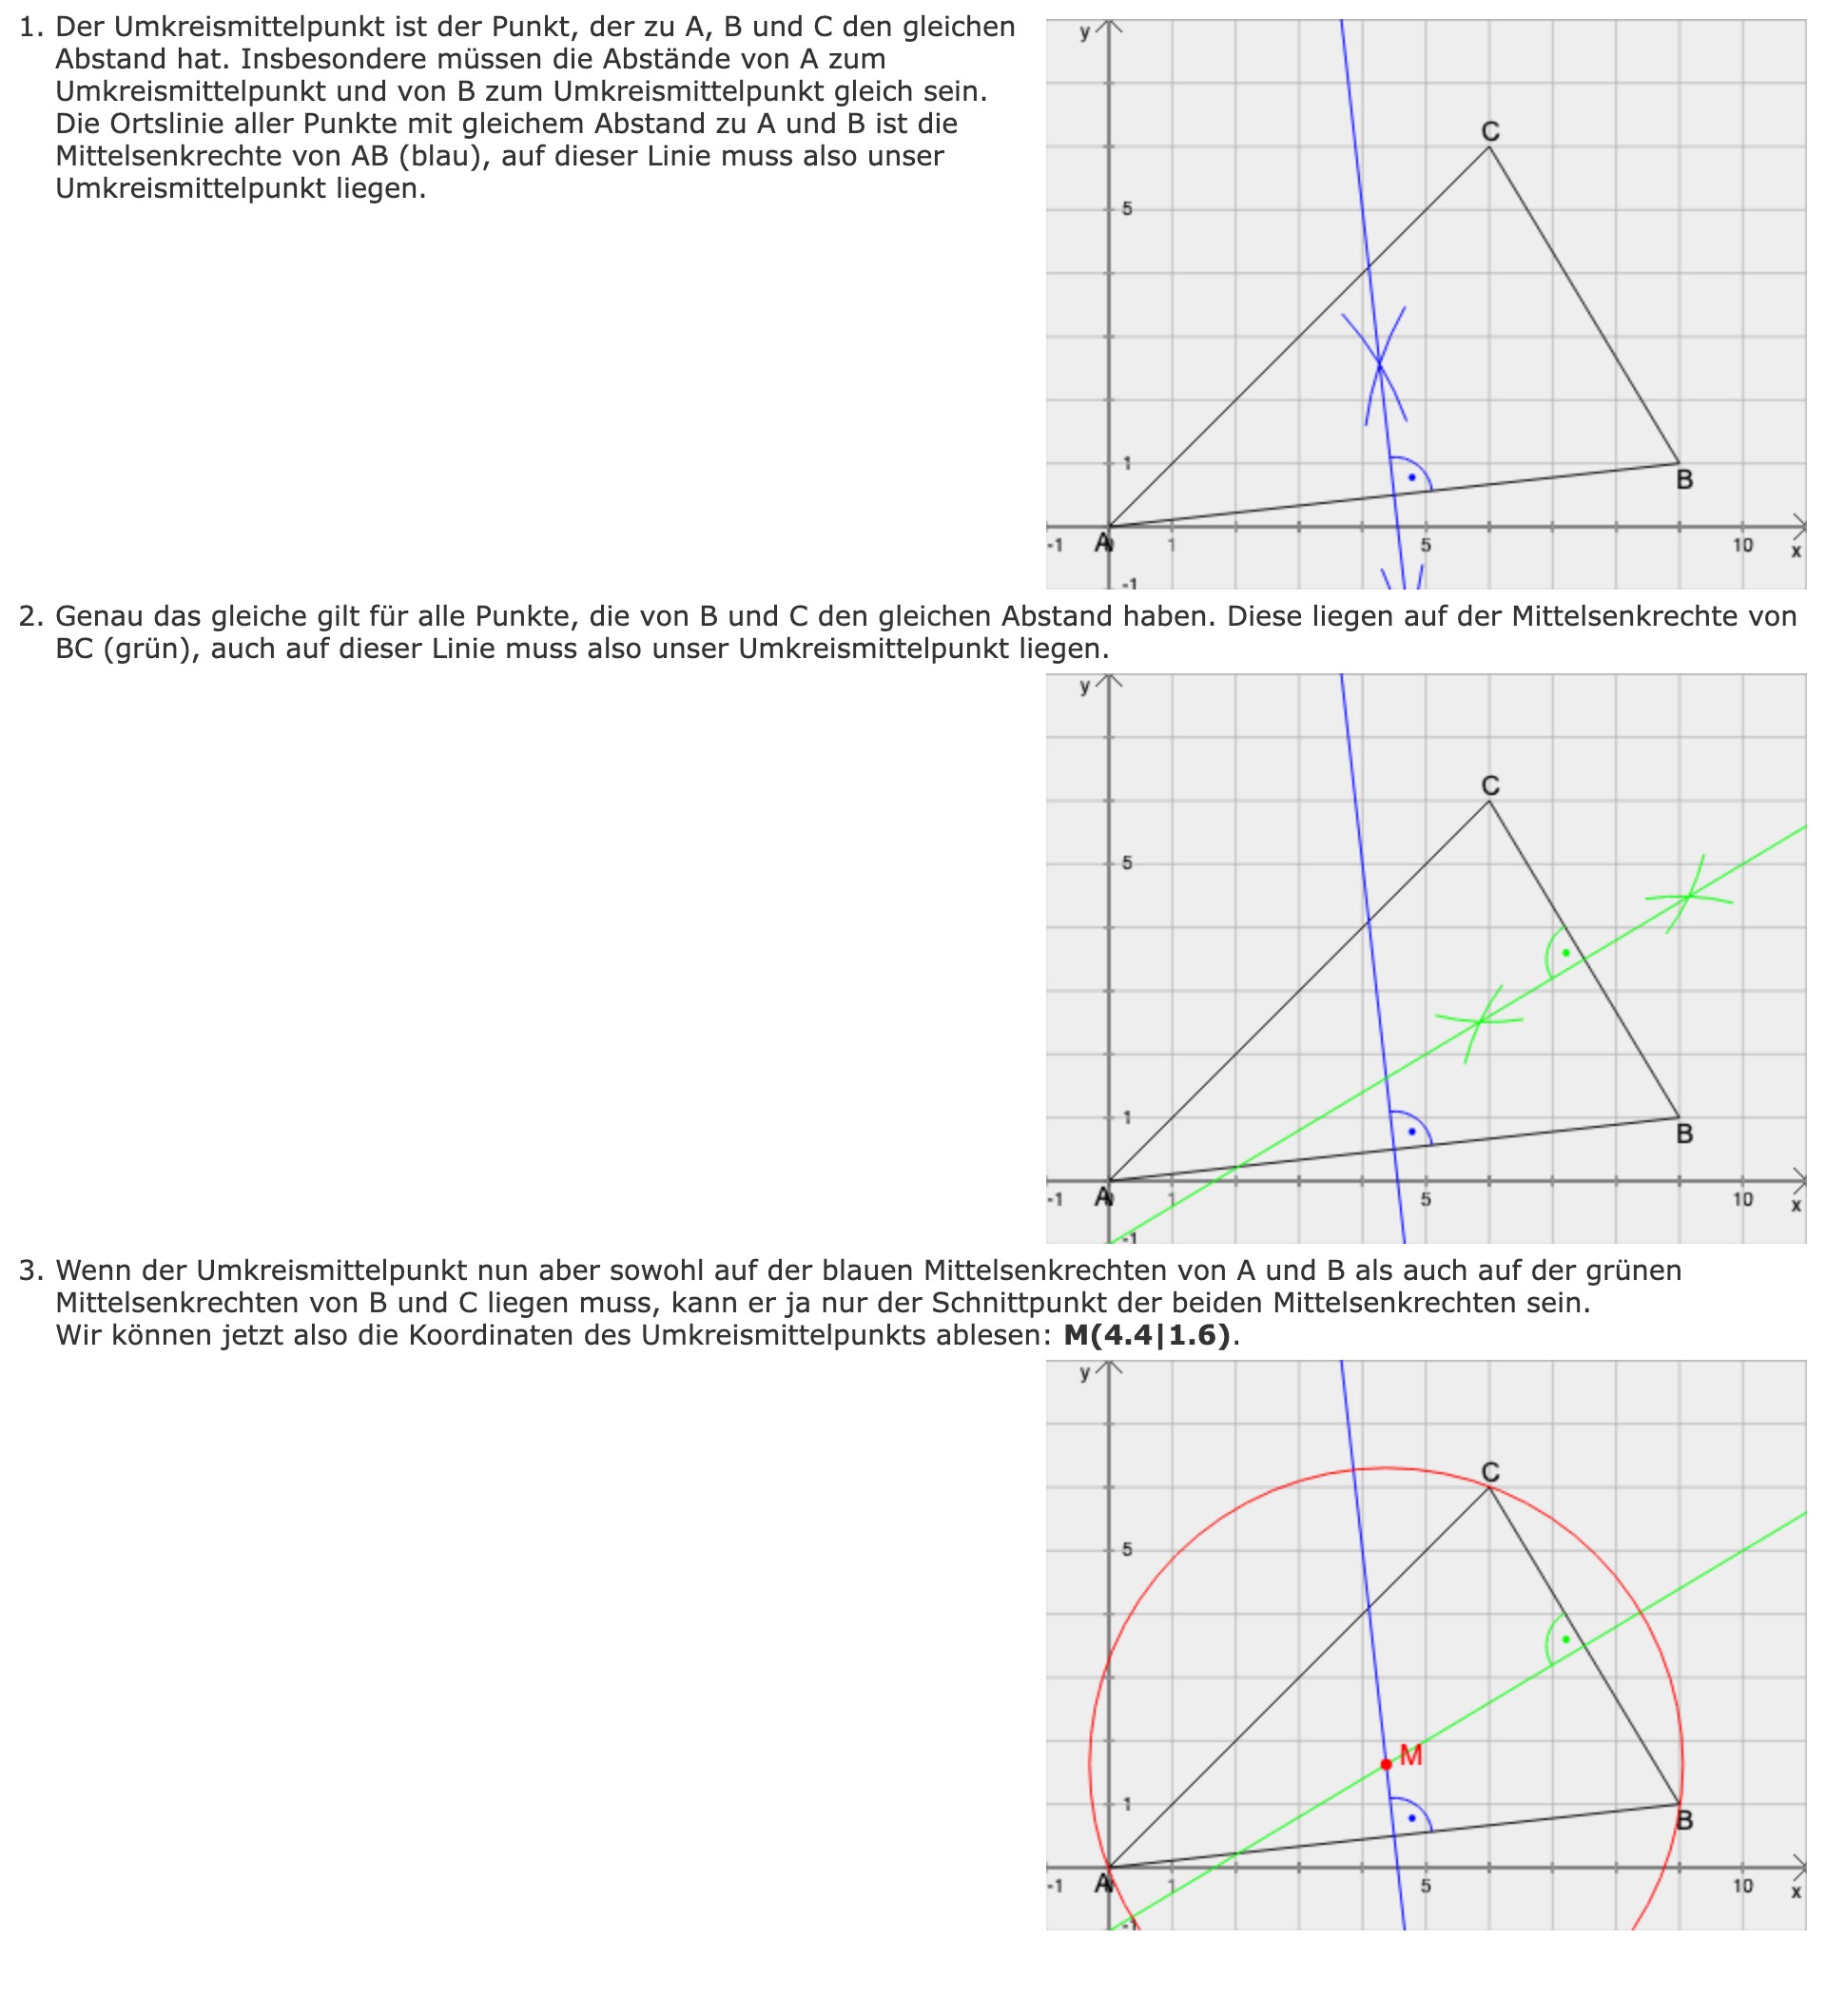 1. Der Umkreismittelpunkt ist der Punkt, der zu A, B und C den gleichen
Abstand hat. Insbesondere müssen die Abstände von A zum
Umkreismittelpunkt und von B zum Umkreismittelpunkt gleich sein.
Die Ortslinie aller Punkte mit gleichem Abstand zu A und B ist die
Mittelsenkrechte von AB (blau), auf dieser Linie muss also unser
Umkreismittelpunkt liegen.
y
C
5
1
B
-1 A 1 5 10 x
-1
2. Genau das gleiche gilt für alle Punkte, die von B und C den gleichen Abstand haben. Diese liegen auf der Mittelsenkrechte von
BC (grün), auch auf dieser Linie muss also unser Umkreismittelpunkt liegen.
y
C
5
1
B
-1 A 1 5 10 x
-1
3. Wenn der Umkreismittelpunkt nun aber sowohl auf der blauen Mittelsenkrechten von A und B als auch auf der grünen
Mittelsenkrechten von B und C liegen muss, kann er ja nur der Schnittpunkt der beiden Mittelsenkrechten sein.
Wir können jetzt also die Koordinaten des Umkreismittelpunkts ablesen: M(4.4|1.6).
y
C
5
M
1
B
-1 A 1 5 10 x
-1